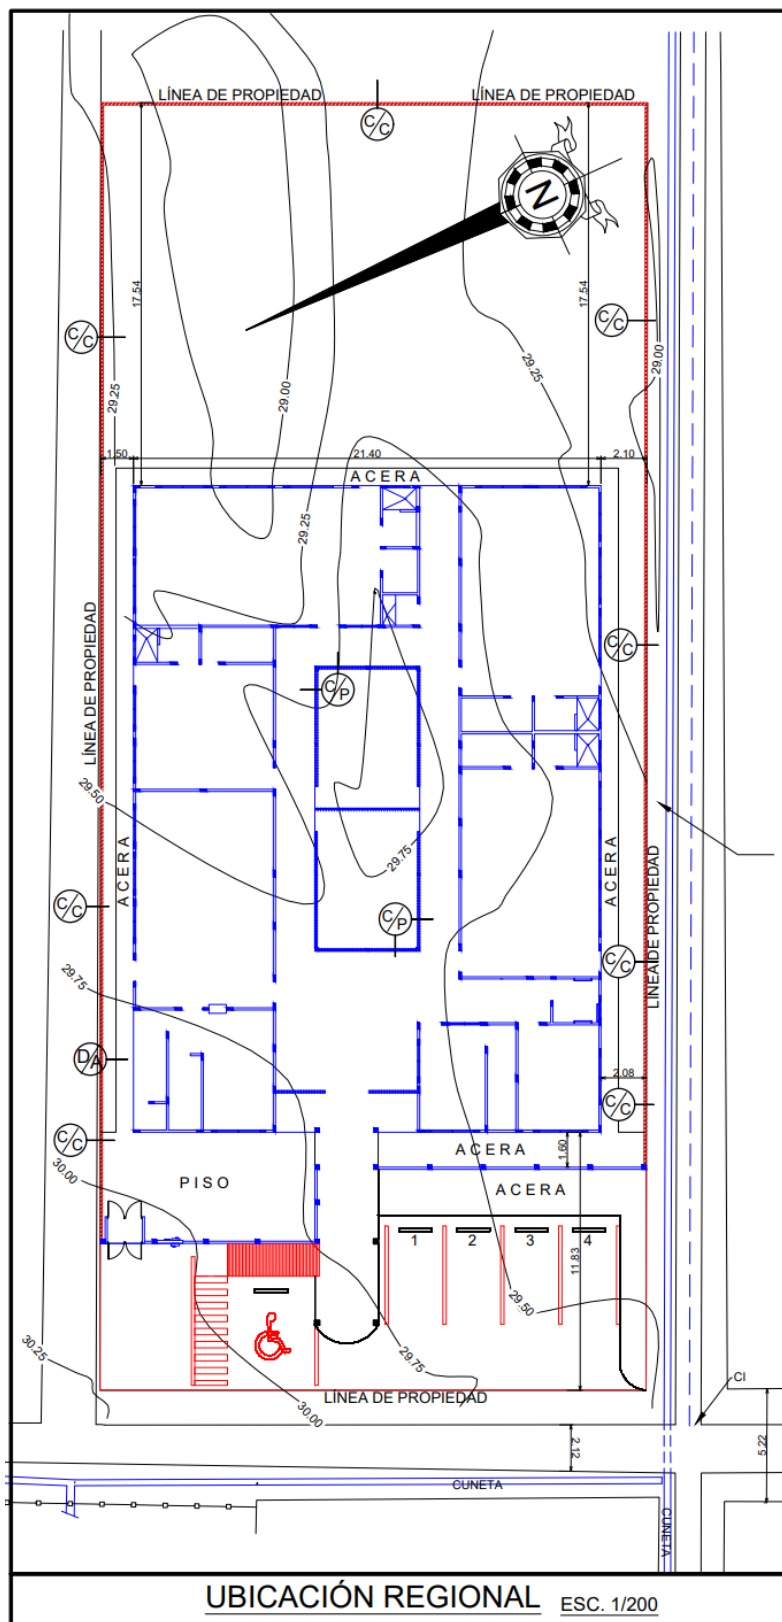 LÍNEA DE PROPIEDAD
LÍNEA DE PROPIEDAD
C/C
N
17.54
17.54
C/C
C/C
29.25
29.00
29.25
29.00
1.50
21.40
2.10
ACERA
29.25
LÍNEA DE PROPIEDAD
C/C
C/P
29.50
29.75
ACERA
ACERA
LÍNEA DE PROPIEDAD
C/C
C/P
C/C
29.75
D/A
2.08
C/C
C/C
ACERA
1.60
30.00
PISO
ACERA
1
2
3
4
11.83
29.50
30.25
29.75
LÍNEA DE PROPIEDAD
30.00
CI
2.12
5.22
CUNETA
CUNETA
UBICACIÓN REGIONAL ESC. 1/200